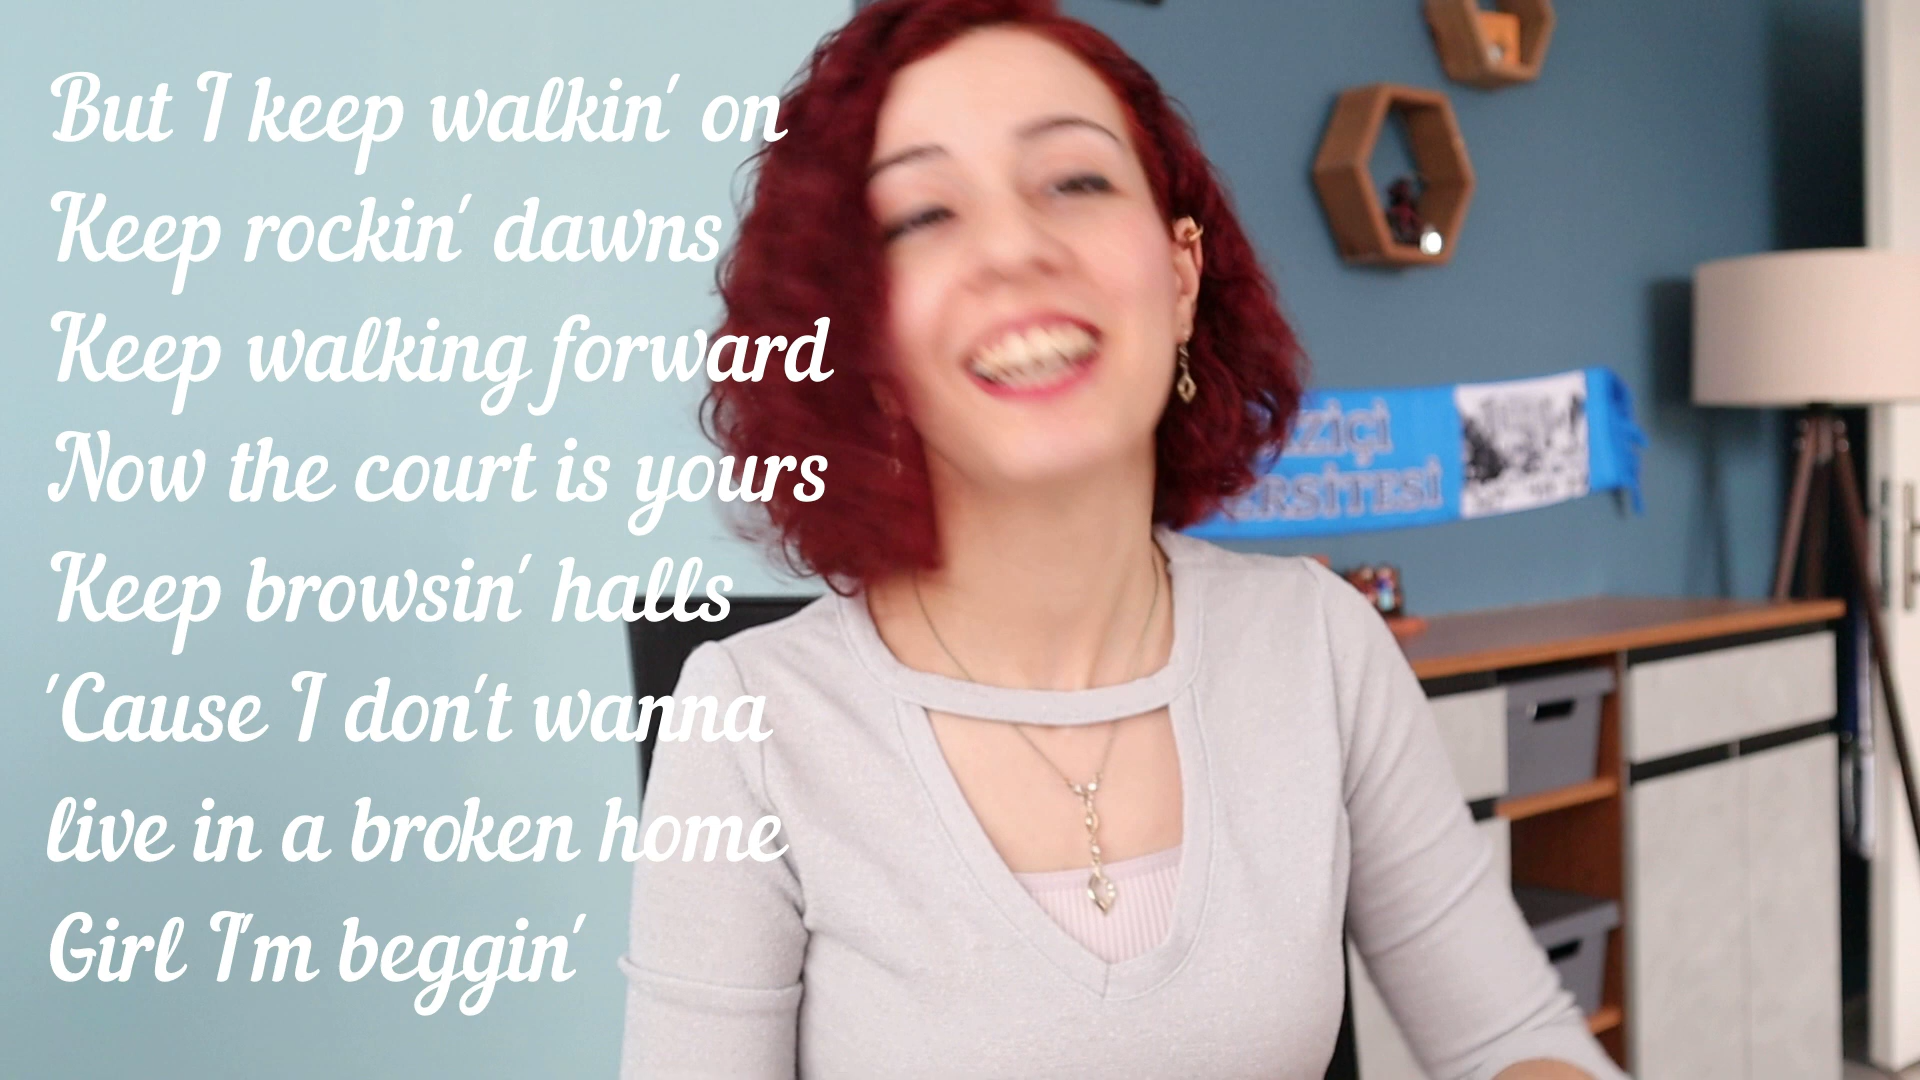 But I keep walkin' on
Keep rockin' dawns
Keep walking forward
Now the court is yours
Keep browsin' halls
'Cause I don't wanna
live in a broken home
Girl I'm beggin'